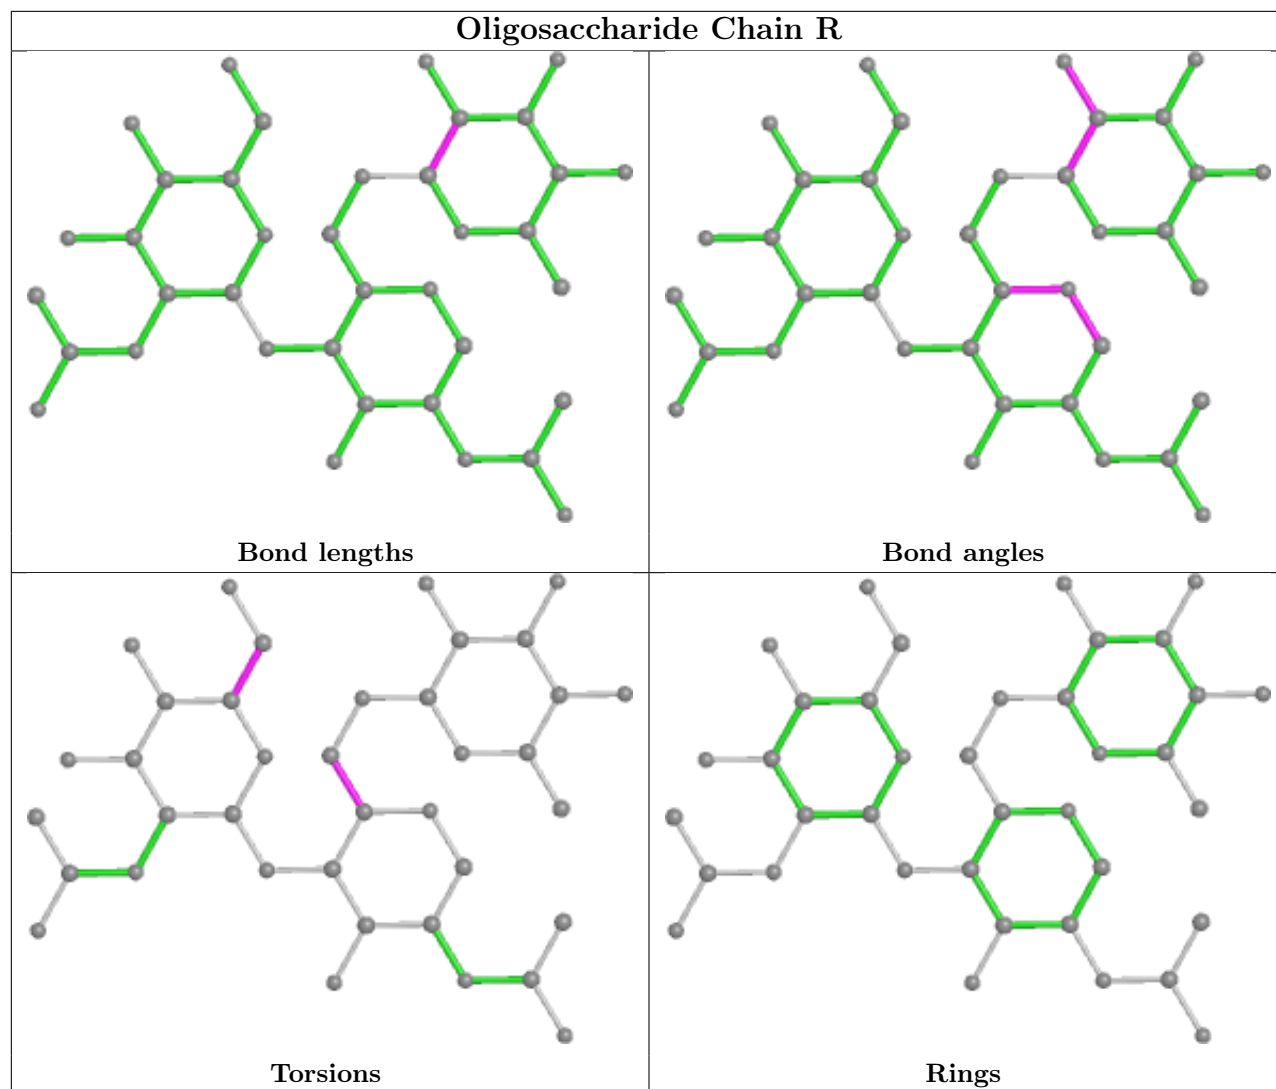 Oligosaccharide Chain R
Bond lengths
Bond angles
Torsions
Rings